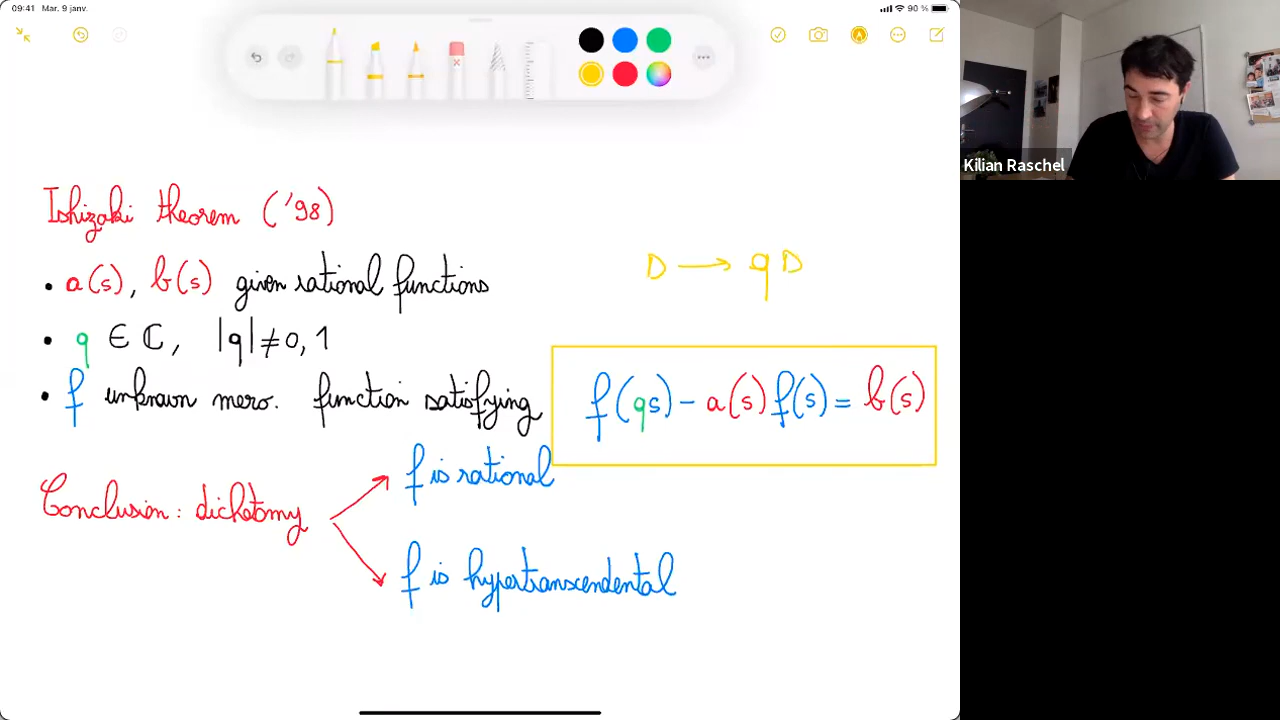 09:41 Mar. 9 janv.
90 %
Kilian Raschel
Ishizaki theorem ('98)
D → qD
• a(s), b(s) given rational functions
• q ∈ ℂ, |q| ≠ 0, 1
• f unknown mero. function satisfying
f(qs) - a(s)f(s) = b(s)
f is rational
Conclusion: dichotomy
f is hypertranscendental